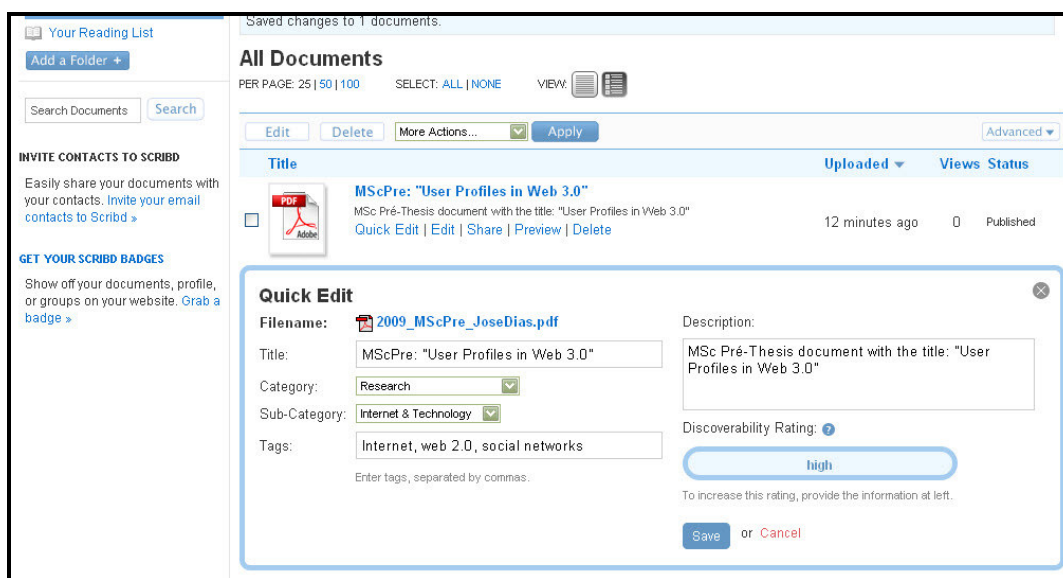 Your Reading List
Add a Folder +
Search Documents Search
INVITE CONTACTS TO SCRIBD
Easily share your documents with
your contacts. Invite your email
contacts to Scribd »
GET YOUR SCRIBD BADGES
Show off your documents, profile,
or groups on your website. Grab a
badge »
Saved changes to 1 documents.
All Documents
PER PAGE: 25 | 50 | 100 SELECT: ALL | NONE VIEW:
Edit Delete More Actions... Apply Advanced
Title Uploaded Views Status
PDF
Adobe
MScPre: "User Profiles in Web 3.0"
MSc Pré-Thesis document with the title: "User Profiles in Web 3.0"
Quick Edit | Edit | Share | Preview | Delete
12 minutes ago 0 Published
Quick Edit
Filename: 2009_MScPre_JoseDias.pdf
Title: MScPre: "User Profiles in Web 3.0"
Category: Research
Sub-Category: Internet & Technology
Tags: Internet, web 2.0, social networks
Enter tags, separated by commas.
Description:
MSc Pré-Thesis document with the title: "User
Profiles in Web 3.0"
Discoverability Rating: ?
high
To increase this rating, provide the information at left.
Save or Cancel